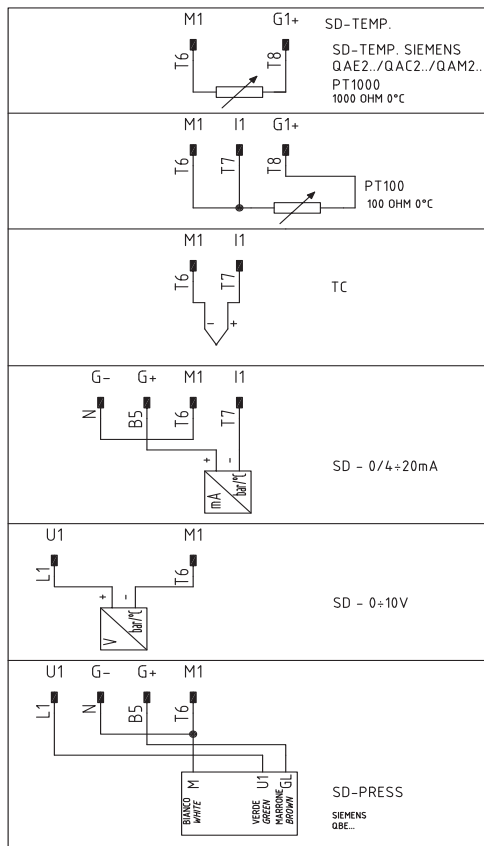 M1 G1+ SD-TEMP.
T6 T8
SD-TEMP. SIEMENS
QAE2../QAC2../QAM2..
PT1000
1000 OHM 0°C
M1 I1 G1+
T6 T7 T8
PT100
100 OHM 0°C
M1 I1
T6 T7
TC
- +
G- G+ M1 I1
N B5 T6 T7
+ -
mA bar/°C
SD - 0/4÷20mA
U1 M1
L1 T6
+ -
V bar/°C
SD - 0÷10V
U1 G- G+ M1
L1 N B5 T6
M U1 GL
BIANCO VERDE MARRONE
WHITE GREEN BROWN
SD-PRESS
SIEMENS
QBE...